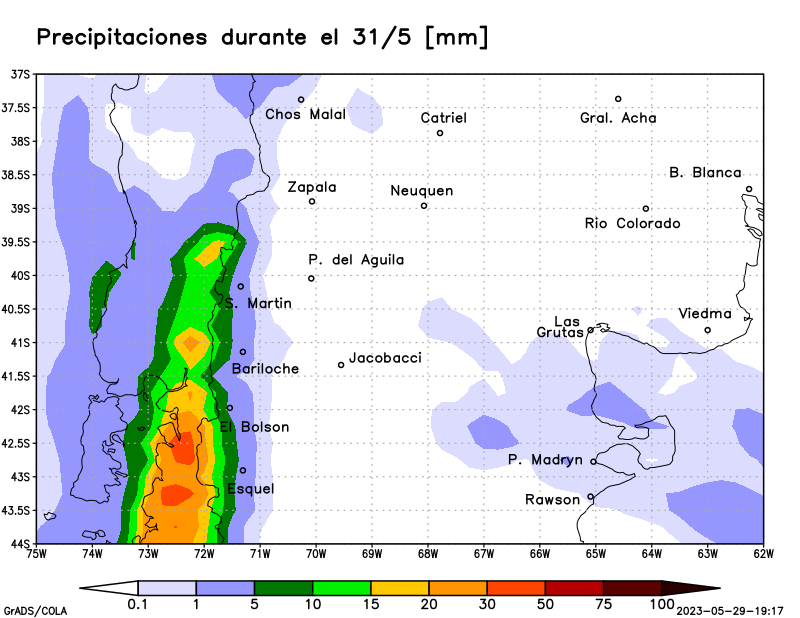 Precipitaciones durante el 31/5 [mm]
37S
37.5S
Chos Malal
Catriel
Gral. Acha
38S
38.5S
B. Blanca
Zapala
Neuquen
39S
Rio Colorado
39.5S
P. del Aguila
40S
S. Martin
40.5S
Viedma
Las
Grutas
41S
Jacobacci
Bariloche
41.5S
42S
El Bolson
42.5S
P. Madryn
43S
Esquel
Rawson
43.5S
44S
75W 74W 73W 72W 71W 70W 69W 68W 67W 66W 65W 64W 63W 62W
0.1 1 5 10 15 20 30 50 75 100
GrADS/COLA
2023-05-29-19:17